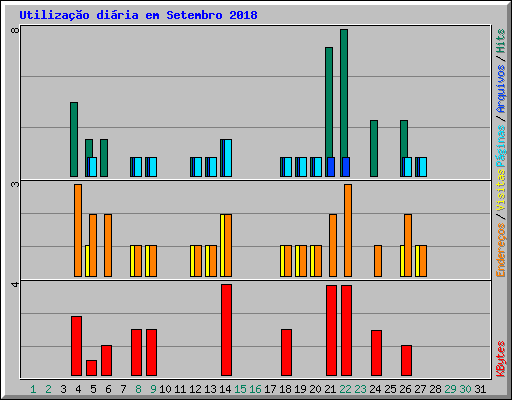 Utilização diária em Setembro 2018
8
3
4
KBytes
Endereços / Visitas Páginas / Arquivos / Hits
1 2 3 4 5 6 7 8 9 10 11 12 13 14 15 16 17 18 19 20 21 22 23 24 25 26 27 28 29 30 31